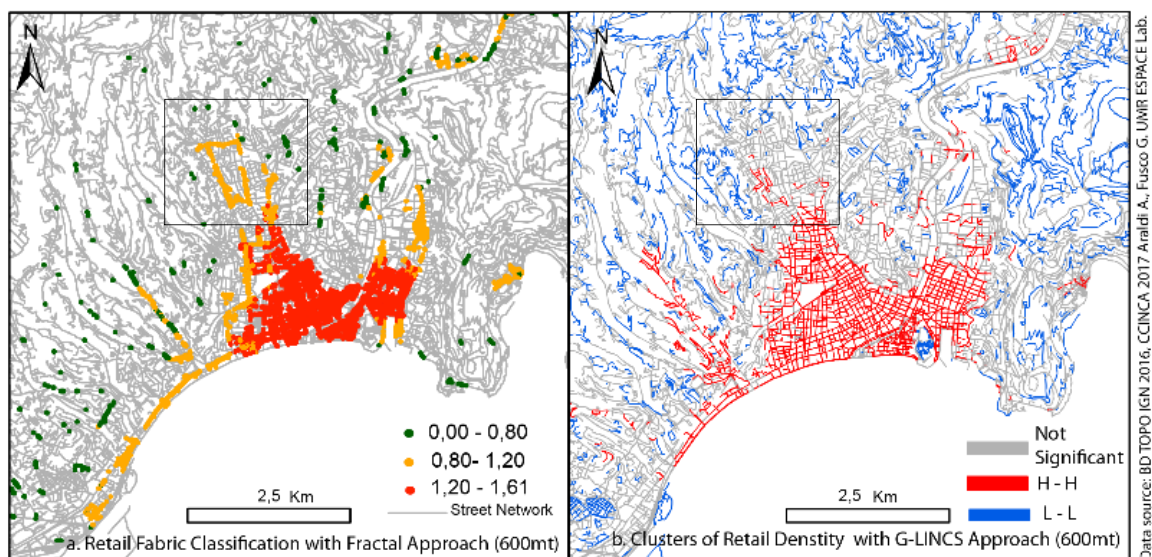 N
0,00 - 0,80
0,80- 1,20
1,20 - 1,61
Street Network
2,5 Km
a. Retail Fabric Classification with Fractal Approach (600mt)
N
Not
Significant
H - H
L - L
2,5 Km
b. Clusters of Retail Denstity with G-LINCS Approach (600mt)
Data source: BD TOPO IGN 2016, CCINCA 2017 Araldi A., Fusco G. UMR ESPACE Lab.